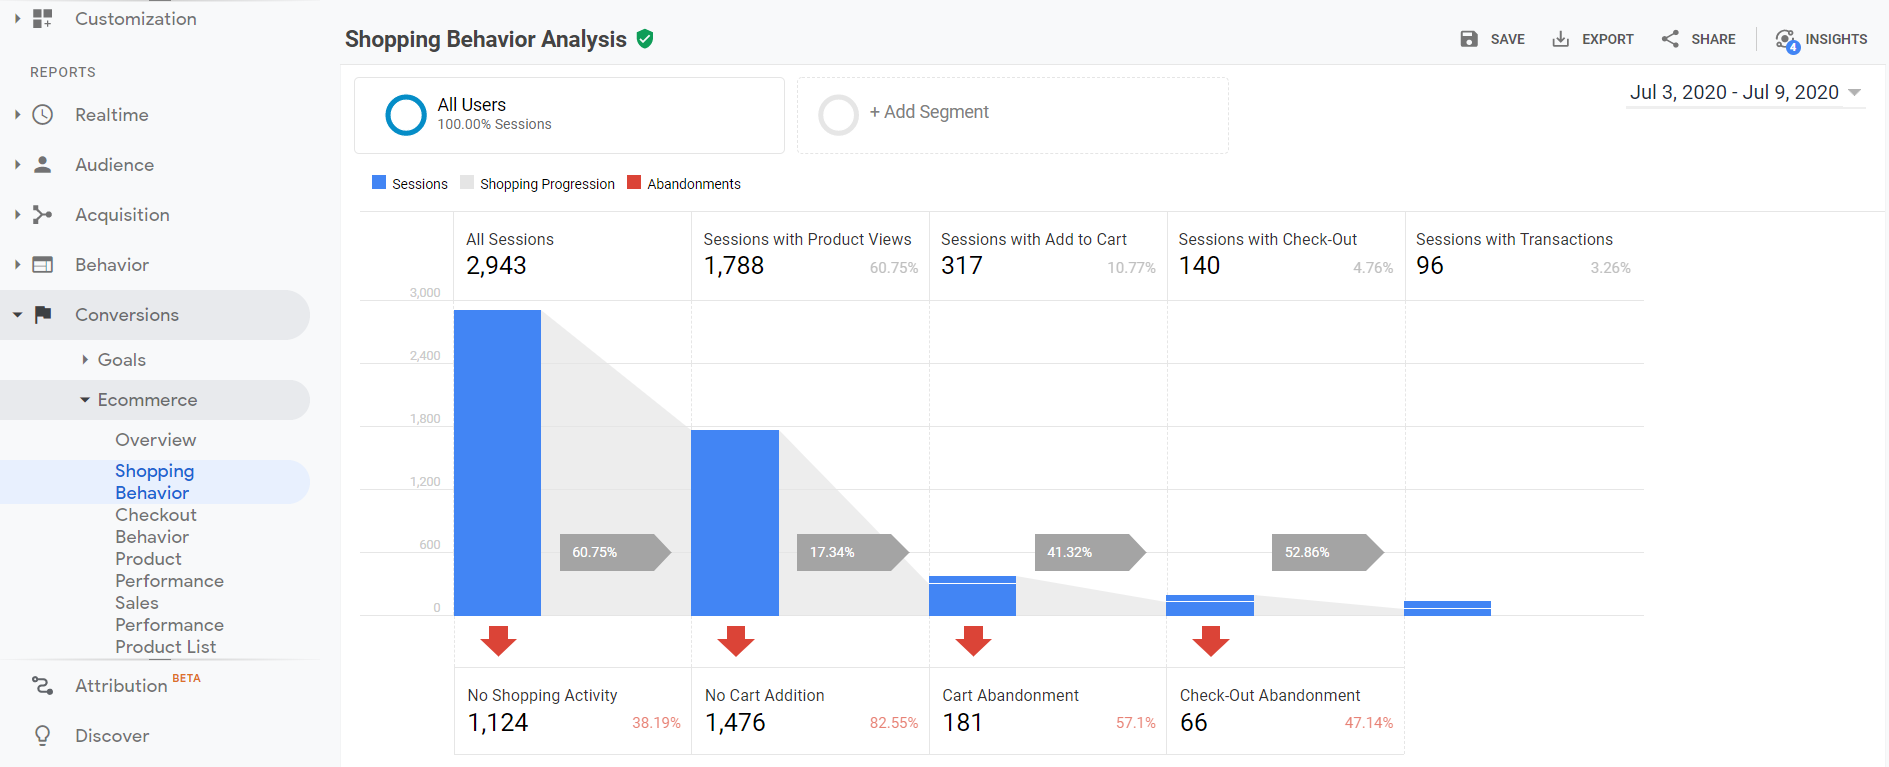 Customization
REPORTS
Realtime
Audience
Acquisition
Behavior
Conversions
Goals
Ecommerce
Overview
Shopping
Behavior
Checkout
Behavior
Product
Performance
Sales
Performance
Product List
Attribution BETA
Discover
Shopping Behavior Analysis
SAVE EXPORT SHARE 4 INSIGHTS
All Users
100.00% Sessions
+ Add Segment
Jul 3, 2020 - Jul 9, 2020
Sessions Shopping Progression Abandonments
All Sessions
2,943
Sessions with Product Views
1,788 60.75%
Sessions with Add to Cart
317 10.77%
Sessions with Check-Out
140 4.76%
Sessions with Transactions
96 3.26%
3,000
2,400
1,800
1,200
600
0
60.75% 17.34% 41.32% 52.86%
No Shopping Activity
1,124 38.19%
No Cart Addition
1,476 82.55%
Cart Abandonment
181 57.1%
Check-Out Abandonment
66 47.14%